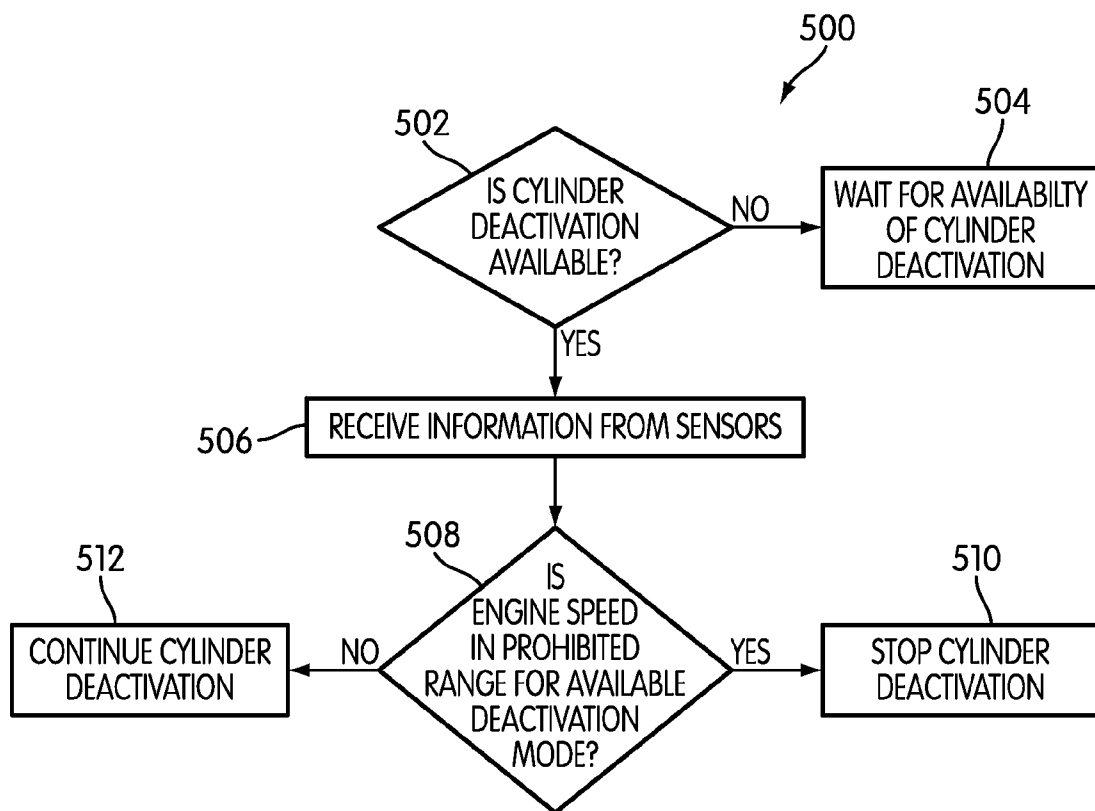 500
502
IS CYLINDER
DEACTIVATION
AVAILABLE?
NO
504
WAIT FOR AVAILABILTY
OF CYLINDER
DEACTIVATION
YES
506
RECEIVE INFORMATION FROM SENSORS
508
IS
ENGINE SPEED
IN PROHIBITED
RANGE FOR AVAILABLE
DEACTIVATION
MODE?
NO
512
CONTINUE CYLINDER
DEACTIVATION
YES
510
STOP CYLINDER
DEACTIVATION